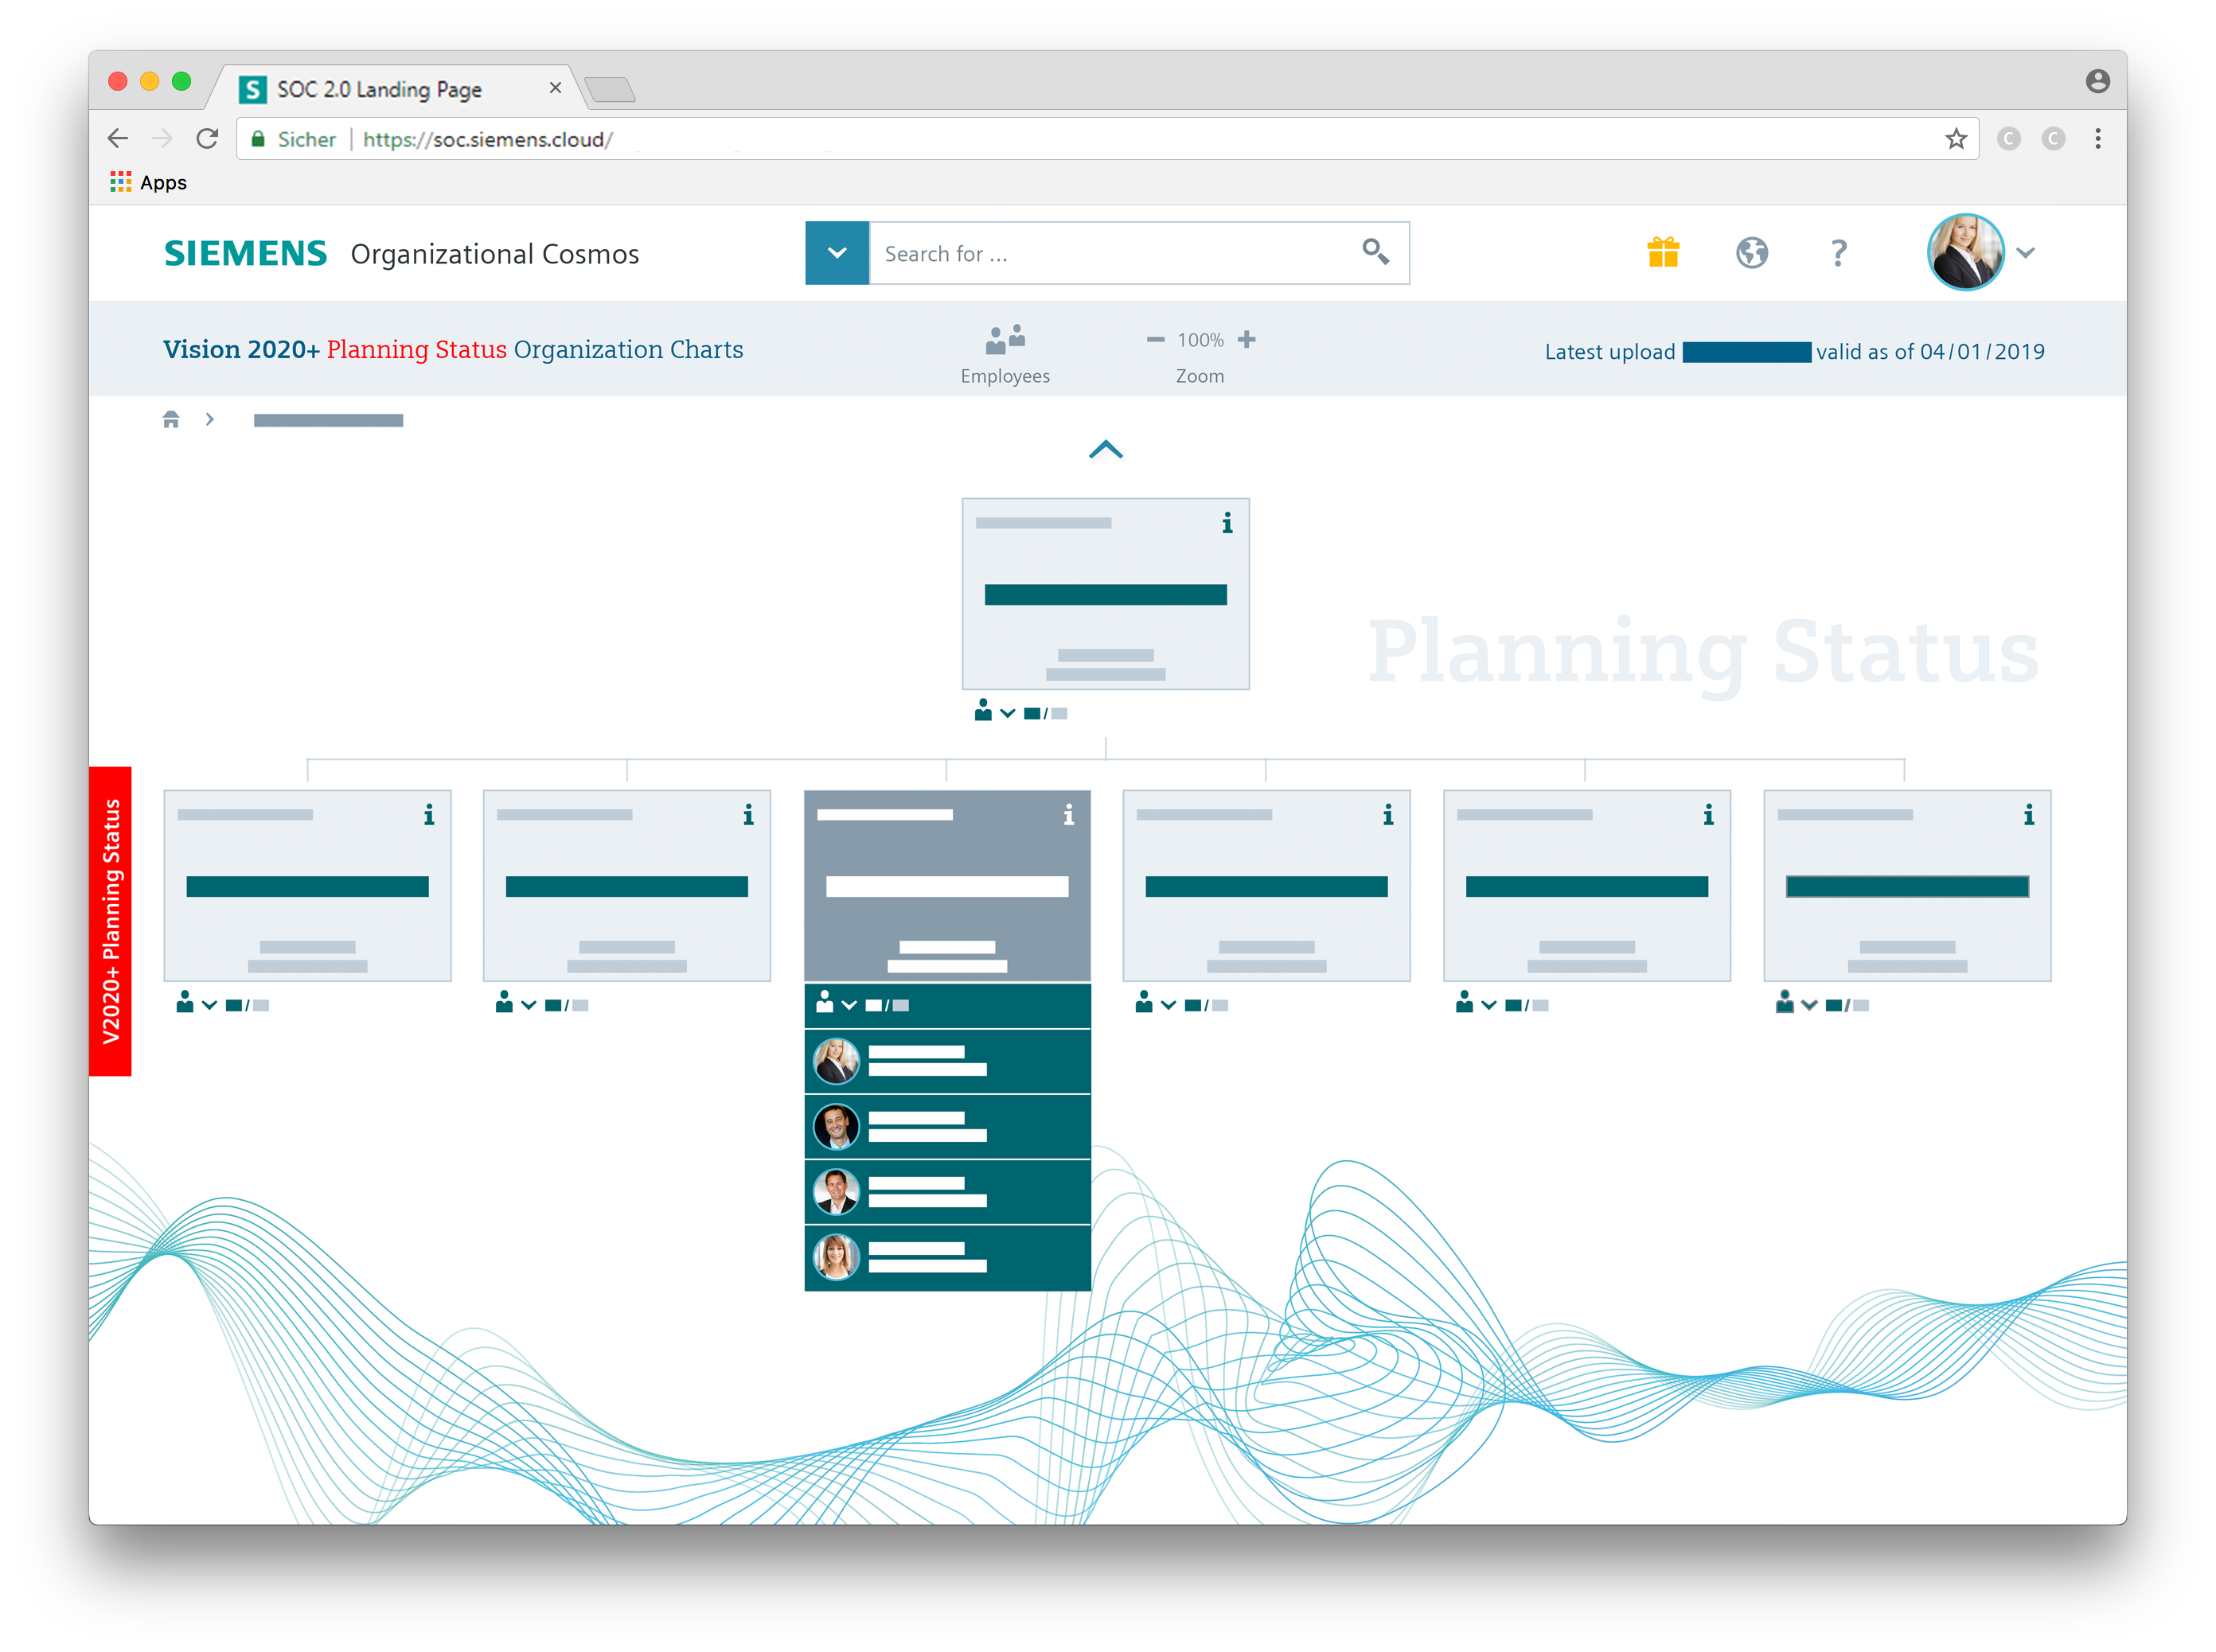 S SOC 2.0 Landing Page
Sicher | https://soc.siemens.cloud/
C C
Apps
SIEMENS Organizational Cosmos
Search for ...
?
Vision 2020+ Planning Status Organization Charts
100%
Employees
Zoom
Latest upload valid as of 04/01/2019
i
Planning Status
/
i i i i i i
/ / / / / /
V2020+ Planning Status